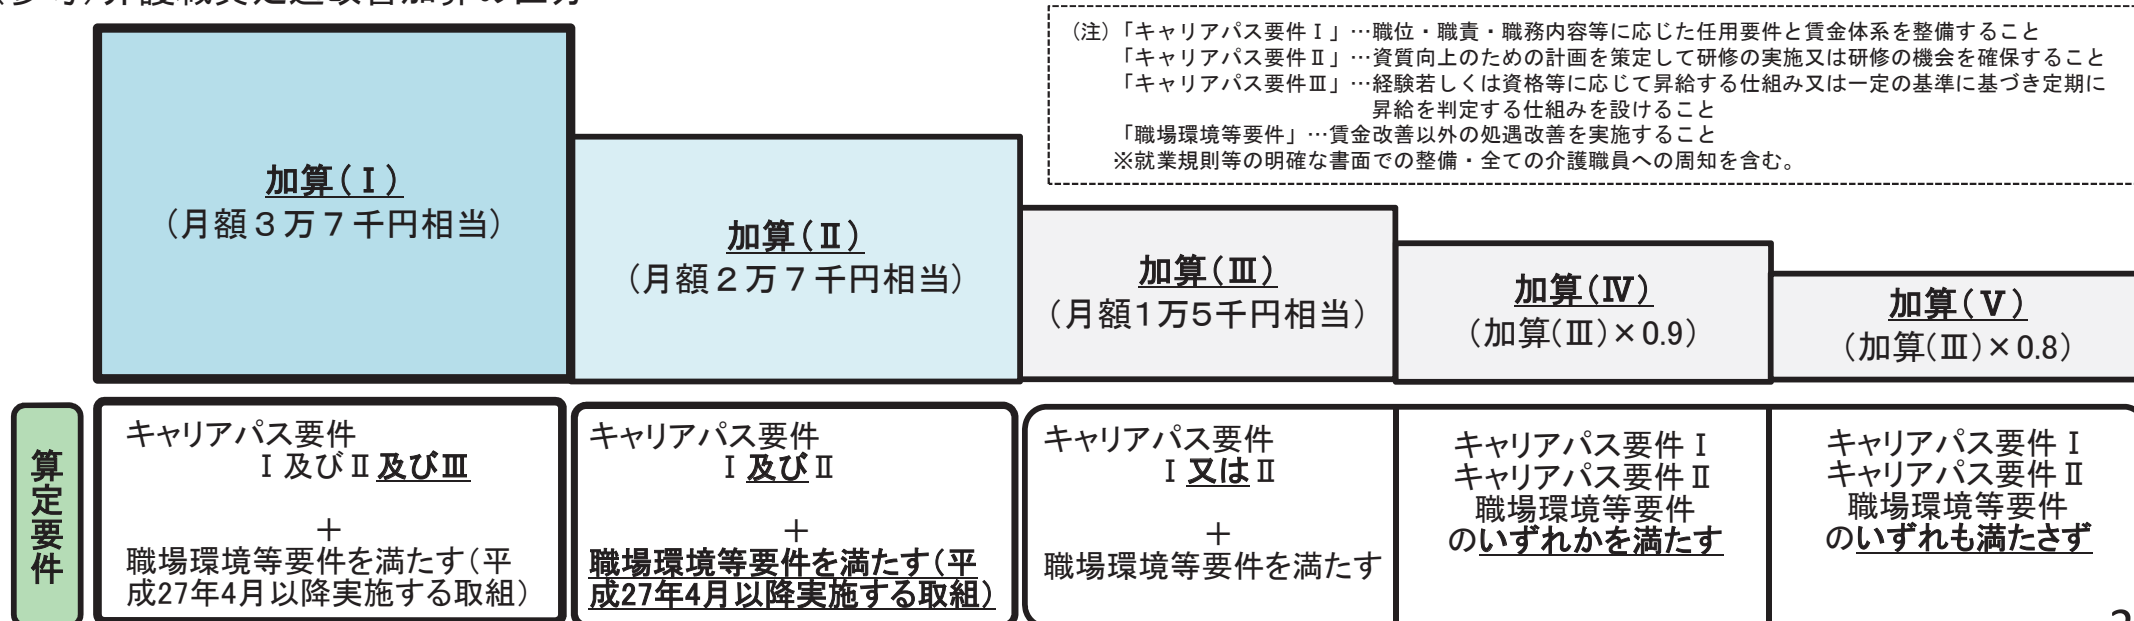 (注)「キャリアパス要件Ⅰ」…職位・職責・職務内容等に応じた任用要件と賃金体系を整備すること
「キャリアパス要件Ⅱ」…資質向上のための計画を策定して研修の実施又は研修の機会を確保すること
「キャリアパス要件Ⅲ」…経験若しくは資格等に応じて昇給する仕組み又は一定の基準に基づき定期に
昇給を判定する仕組みを設けること
「職場環境等要件」…賃金改善以外の処遇改善を実施すること
※就業規則等の明確な書面での整備・全ての介護職員への周知を含む。
加算(Ⅰ)
(月額3万7千円相当)
加算(Ⅱ)
(月額2万7千円相当)
加算(Ⅲ)
(月額1万5千円相当)
加算(Ⅳ)
(加算(Ⅲ)×0.9)
加算(Ⅴ)
(加算(Ⅲ)×0.8)
算定要件
キャリアパス要件
Ⅰ及びⅡ及びⅢ
+
職場環境等要件を満たす(平
成27年4月以降実施する取組)
キャリアパス要件
Ⅰ及びⅡ
+
職場環境等要件を満たす(平
成27年4月以降実施する取組)
キャリアパス要件
Ⅰ又はⅡ
+
職場環境等要件を満たす
キャリアパス要件Ⅰ
キャリアパス要件Ⅱ
職場環境等要件
のいずれかを満たす
キャリアパス要件Ⅰ
キャリアパス要件Ⅱ
職場環境等要件
のいずれも満たさず